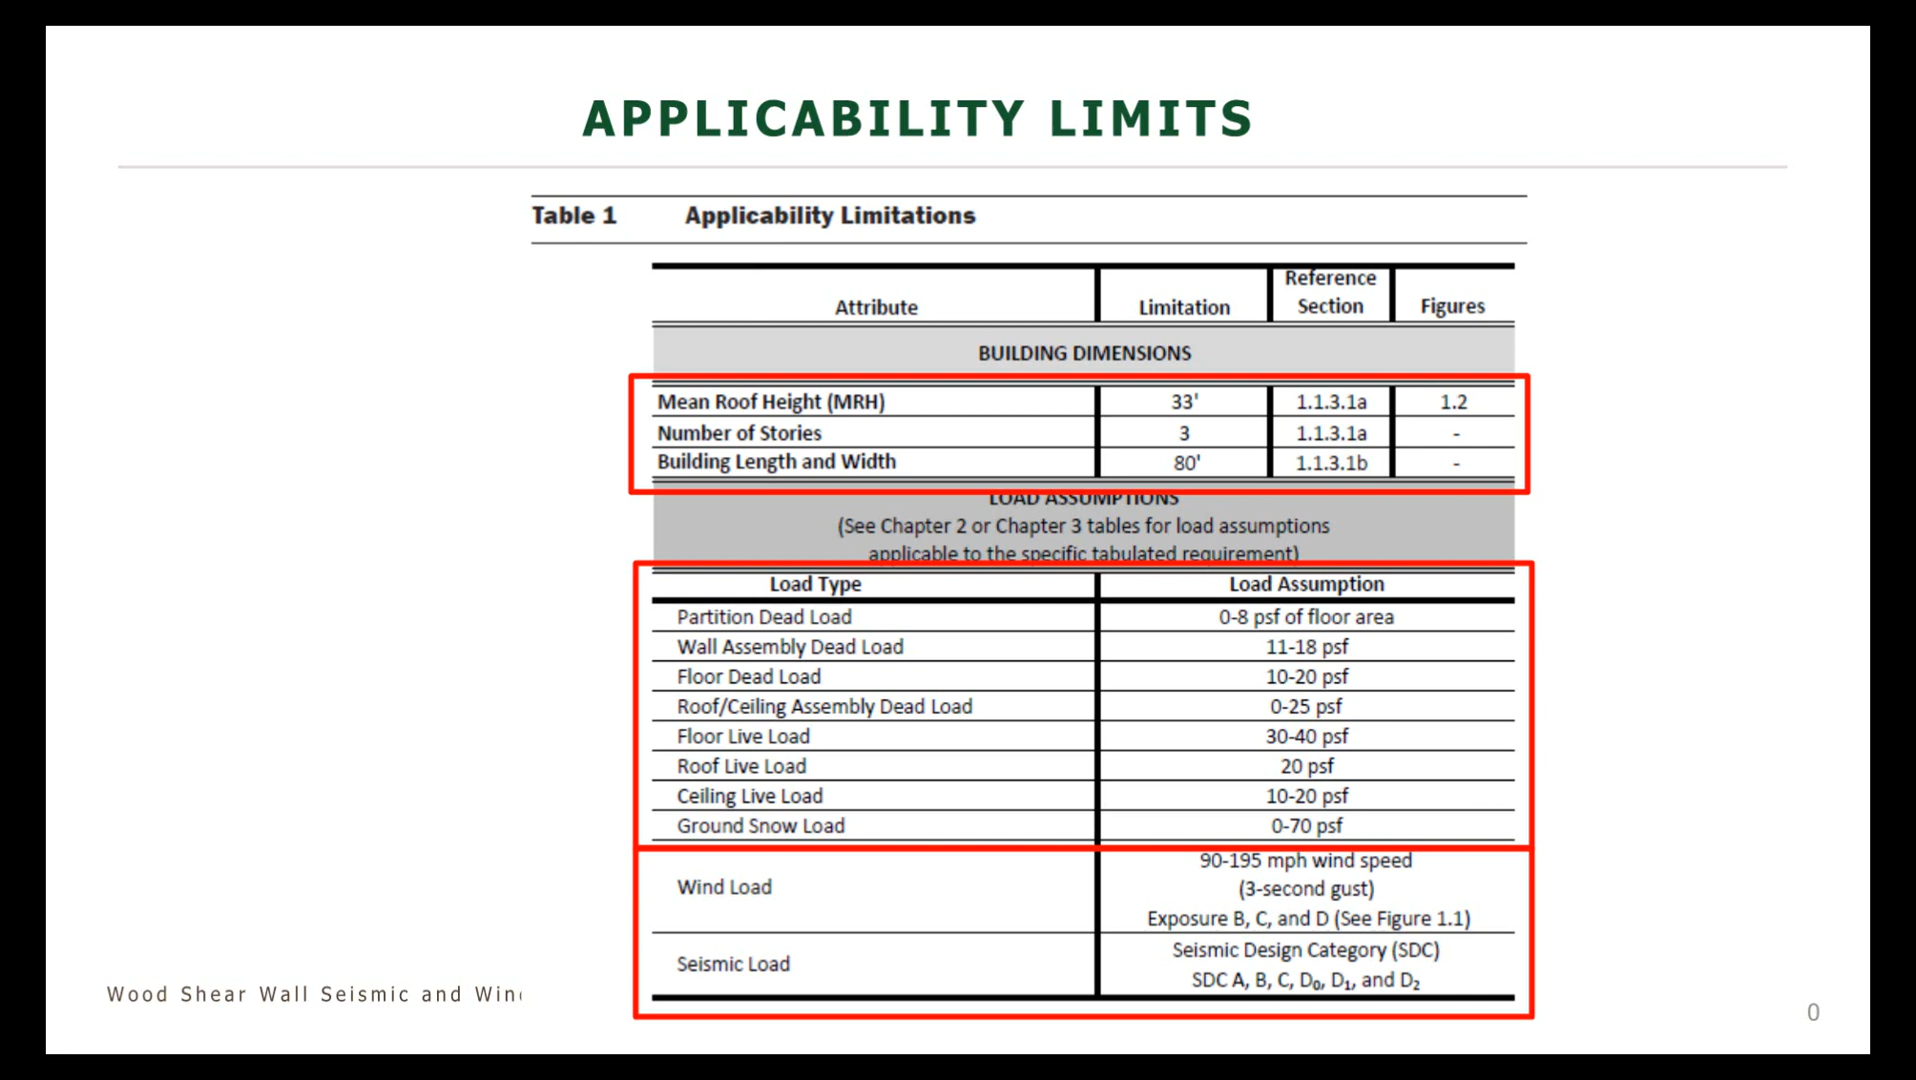 APPLICABILITY LIMITS
Table 1 Applicability Limitations
Attribute Limitation Reference Section Figures
BUILDING DIMENSIONS
Mean Roof Height (MRH) 33' 1.1.3.1a 1.2
Number of Stories 3 1.1.3.1a -
Building Length and Width 80' 1.1.3.1b -
LOAD ASSUMPTIONS
(See Chapter 2 or Chapter 3 tables for load assumptions
applicable to the specific tabulated requirement)
Load Type Load Assumption
Partition Dead Load 0-8 psf of floor area
Wall Assembly Dead Load 11-18 psf
Floor Dead Load 10-20 psf
Roof/Ceiling Assembly Dead Load 0-25 psf
Floor Live Load 30-40 psf
Roof Live Load 20 psf
Ceiling Live Load 10-20 psf
Ground Snow Load 0-70 psf
Wind Load 90-195 mph wind speed
(3-second gust)
Exposure B, C, and D (See Figure 1.1)
Seismic Load Seismic Design Category (SDC)
SDC A, B, C, D₀, D₁, and D₂
Wood Shear Wall Seismic and
0